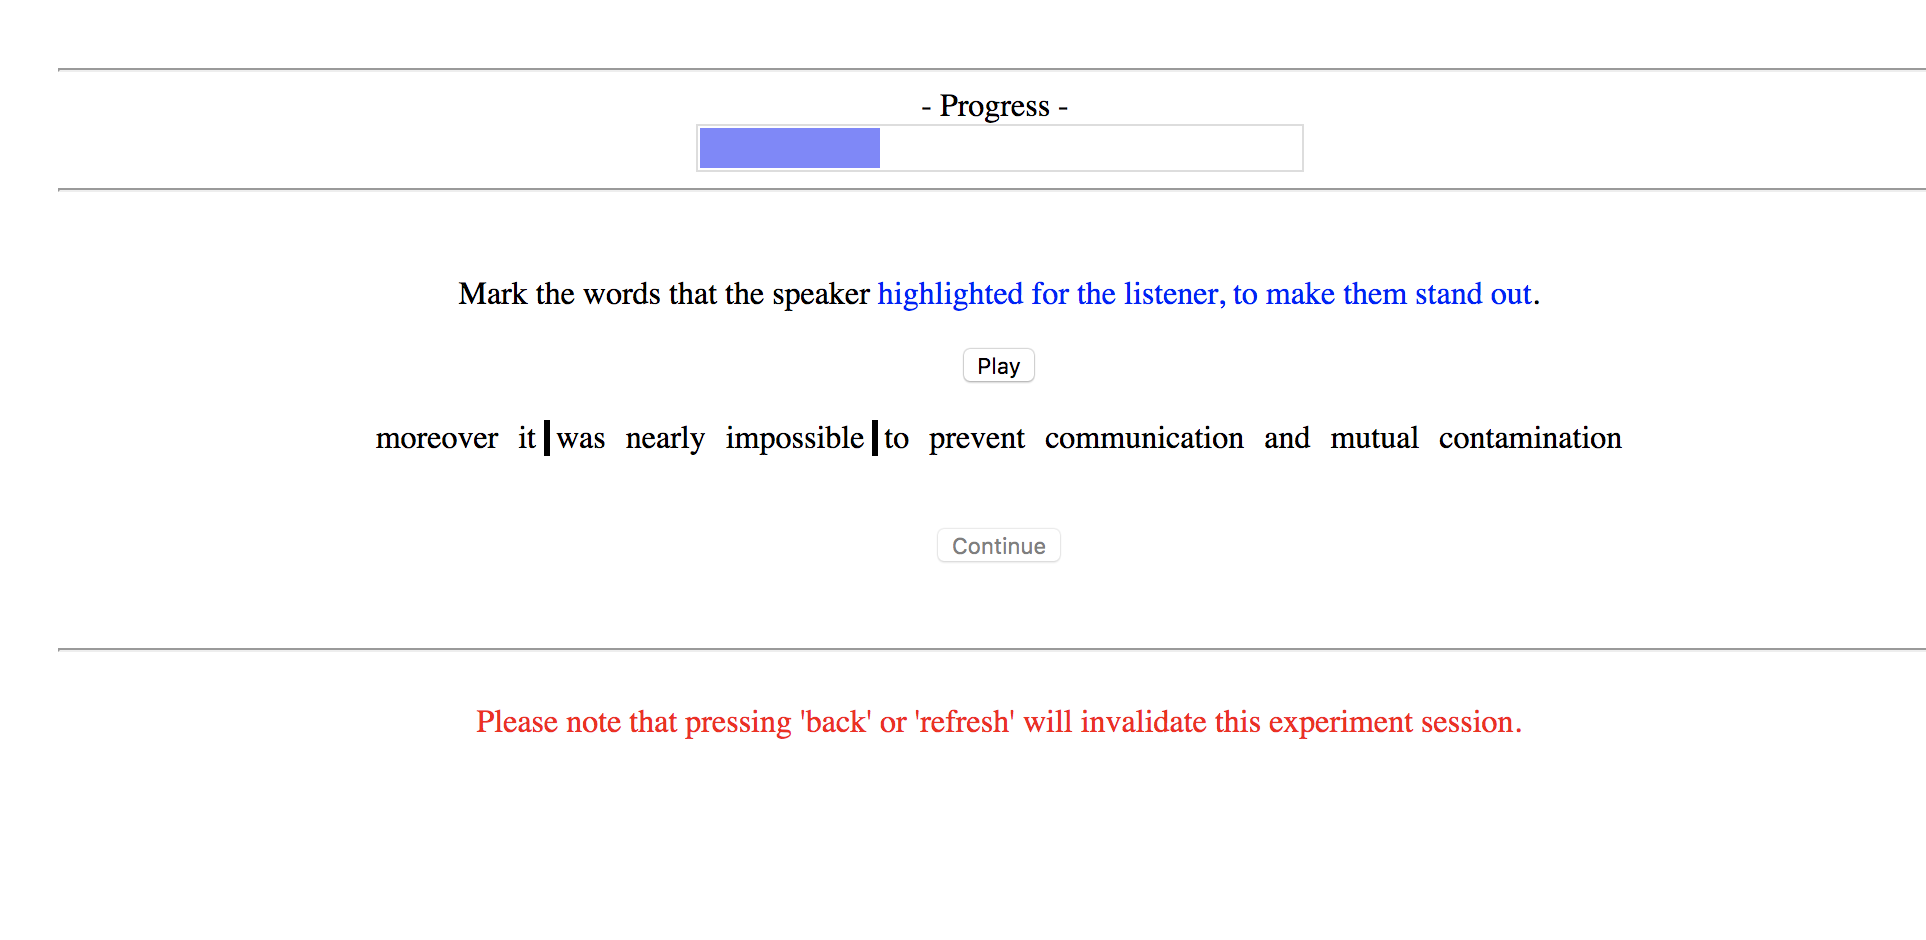 - Progress -
Mark the words that the speaker highlighted for the listener, to make them stand out.
Play
moreover it was nearly impossible to prevent communication and mutual contamination
Continue
Please note that pressing 'back' or 'refresh' will invalidate this experiment session.